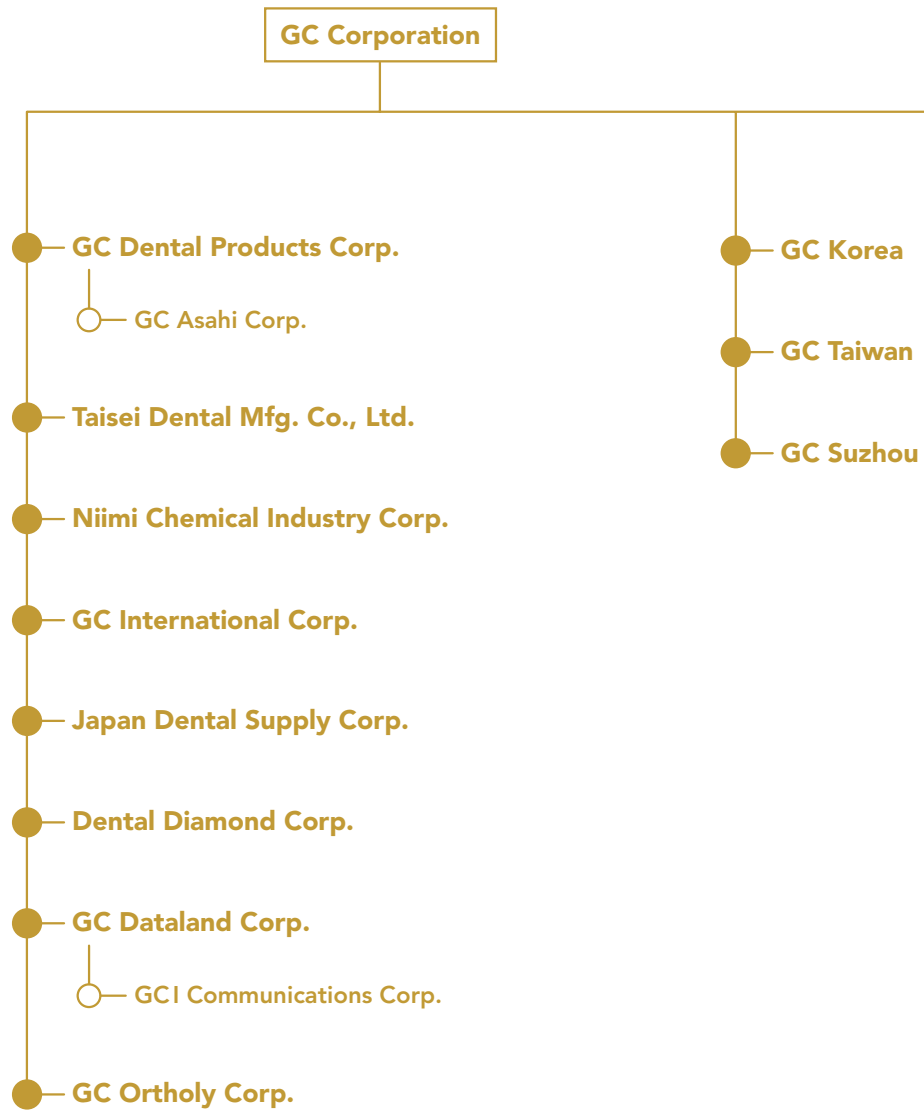 GC Corporation
GC Dental Products Corp.
GC Asahi Corp.
Taisei Dental Mfg. Co., Ltd.
Niimi Chemical Industry Corp.
GC International Corp.
Japan Dental Supply Corp.
Dental Diamond Corp.
GC Dataland Corp.
GCI Communications Corp.
GC Ortholy Corp.
GC Korea
GC Taiwan
GC Suzhou